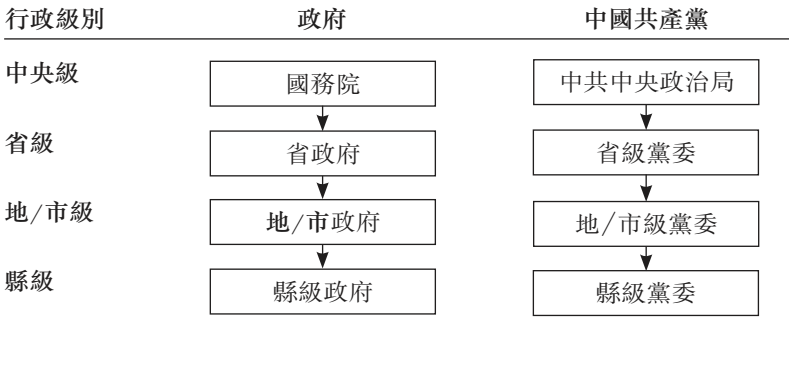 行政級別 政府 中國共產黨
中央級 國務院 中共中央政治局
省級 省政府 省級黨委
地/市級 地/市政府 地/市級黨委
縣級 縣級政府 縣級黨委